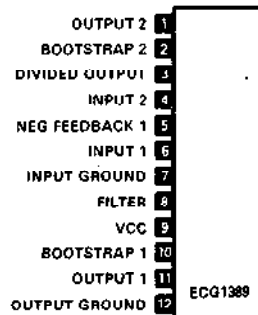 OUTPUT 2 1
BOOTSTRAP 2 2
DIVIDED OUTPUT 3
INPUT 2 4
NEG FEEDBACK 1 5
INPUT 1 6
INPUT GROUND 7
FILTER 8
VCC 9
BOOTSTRAP 1 10
OUTPUT 1 11
OUTPUT GROUND 12
ECG1389